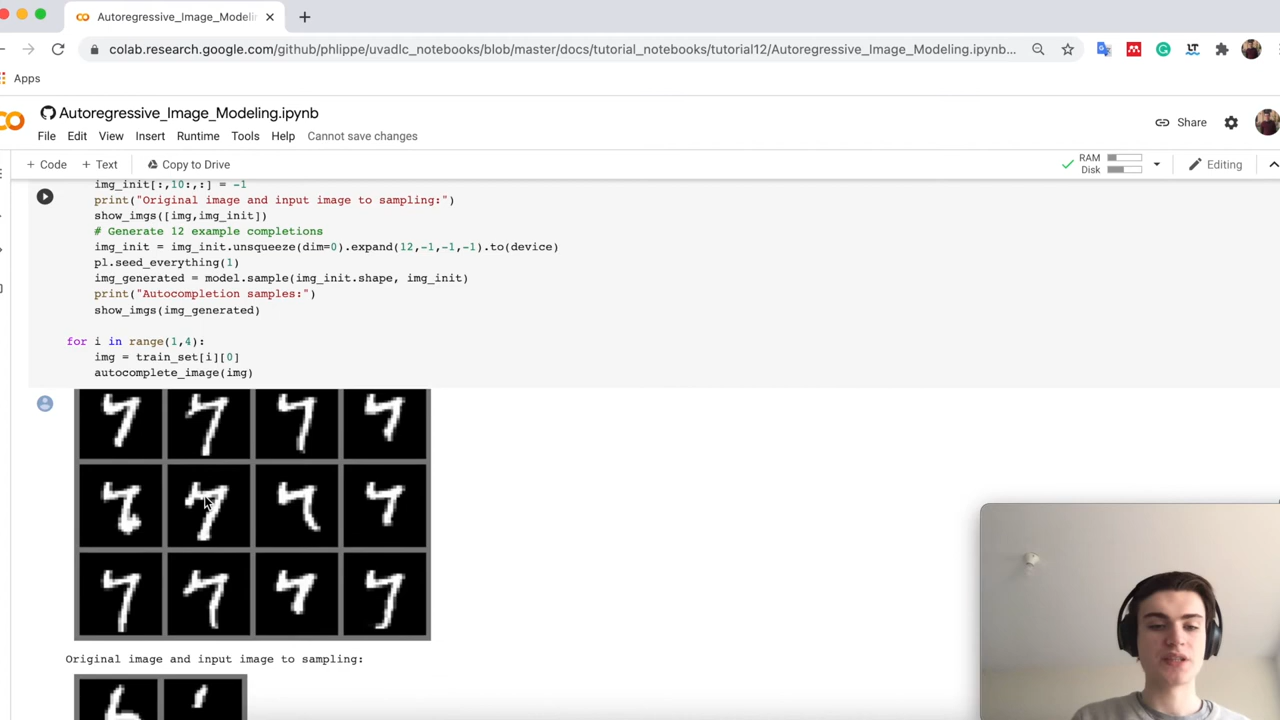 Autoregressive_Image_Modelin
colab.research.google.com/github/phlippe/uvadlc_notebooks/blob/master/docs/tutorial_notebooks/tutorial12/Autoregressive_Image_Modeling.ipynb...
Apps
Autoregressive_Image_Modeling.ipynb
Share
File Edit View Insert Runtime Tools Help Cannot save changes
+ Code + Text Copy to Drive
RAM
Disk
Editing
img_init[:,10:,:] = -1
print("Original image and input image to sampling:")
show_imgs([img,img_init])
# Generate 12 example completions
img_init = img_init.unsqueeze(dim=0).expand(12,-1,-1,-1).to(device)
pl.seed_everything(1)
img_generated = model.sample(img_init.shape, img_init)
print("Autocompletion samples:")
show_imgs(img_generated)
for i in range(1,4):
img = train_set[i][0]
autocomplete_image(img)
Original image and input image to sampling: